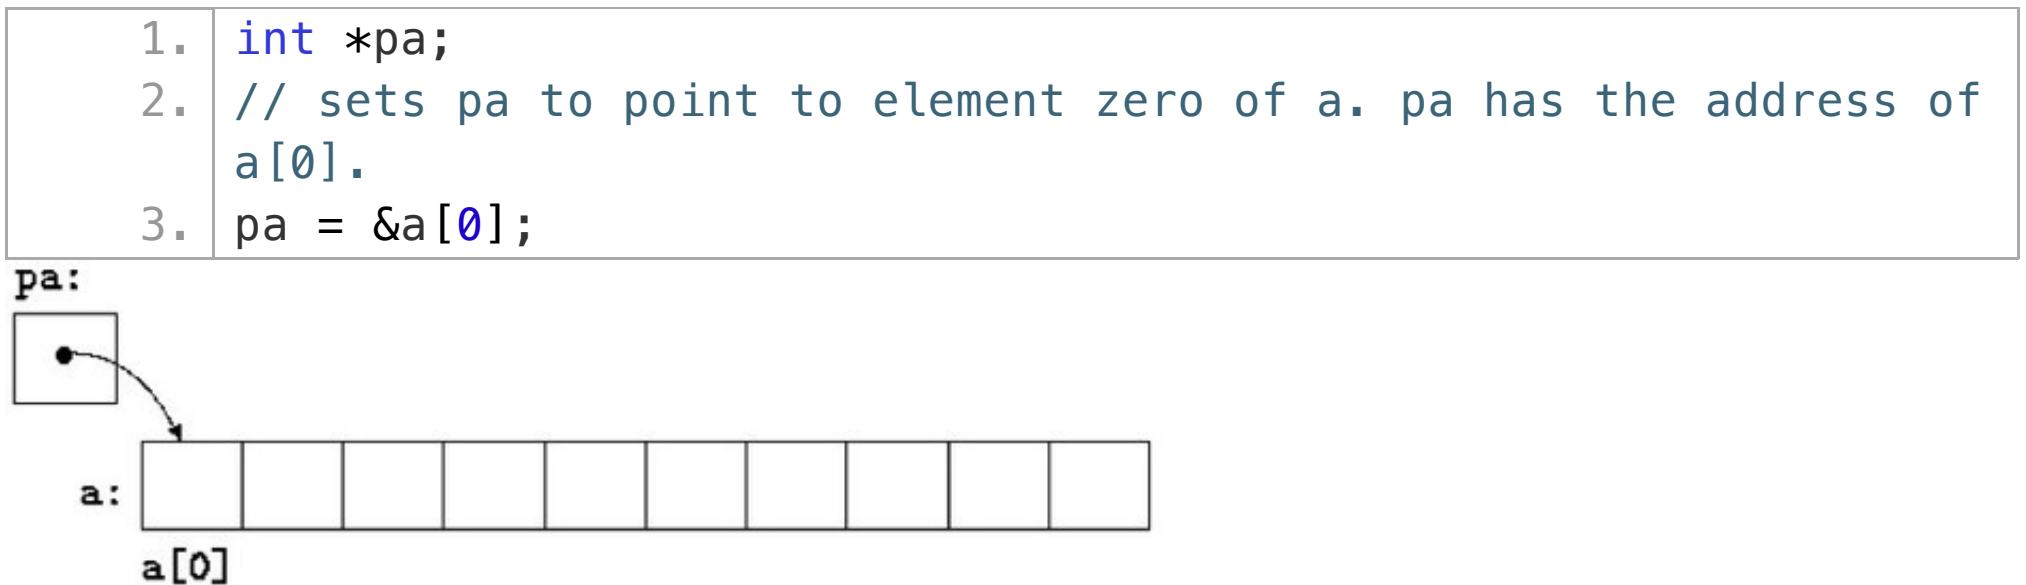 1. int *pa;
2. // sets pa to point to element zero of a. pa has the address of
a[0].
3. pa = &a[0];
pa:
a:
a[0]